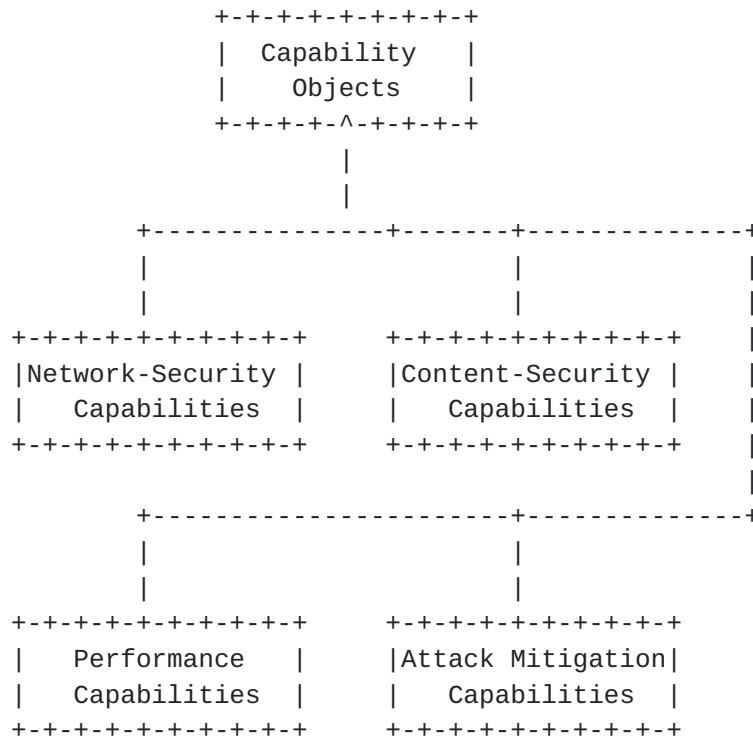 Capability
Objects
Network-Security Content-Security
Capabilities Capabilities
Performance Attack Mitigation
Capabilities Capabilities